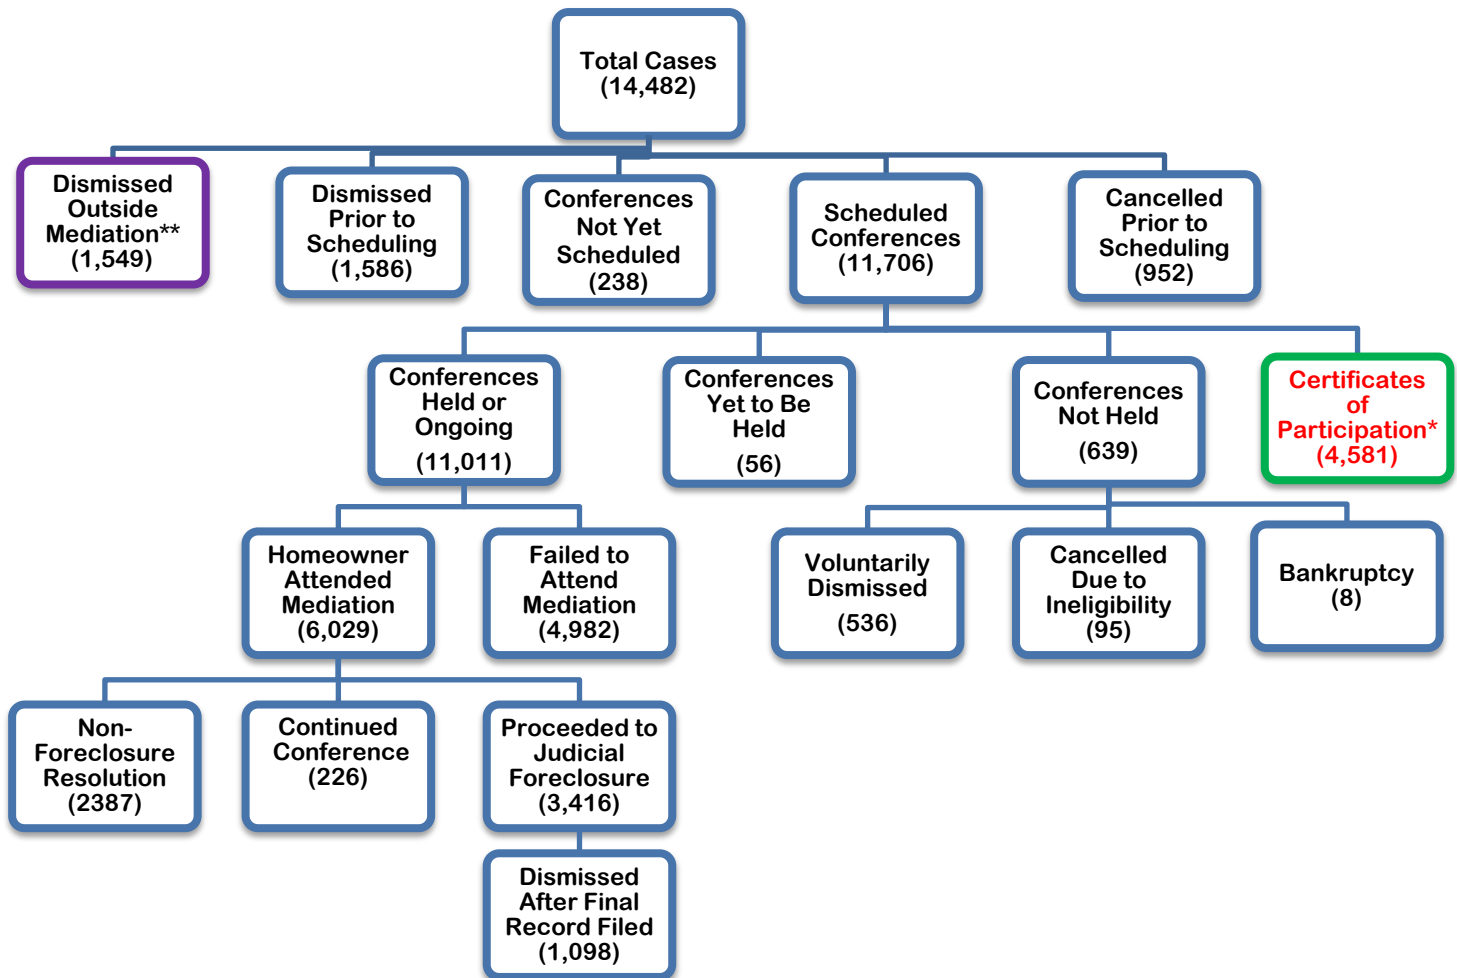 Total Cases
(14,482)
Dismissed
Outside
Mediation**
(1,549)
Dismissed
Prior to
Scheduling
(1,586)
Conferences
Not Yet
Scheduled
(238)
Scheduled
Conferences
(11,706)
Cancelled
Prior to
Scheduling
(952)
Conferences
Held or
Ongoing
(11,011)
Conferences
Yet to Be
Held
(56)
Conferences
Not Held
(639)
Certificates
of
Participation*
(4,581)
Homeowner
Attended
Mediation
(6,029)
Failed to
Attend
Mediation
(4,982)
Voluntarily
Dismissed
(536)
Cancelled
Due to
Ineligibility
(95)
Bankruptcy
(8)
Non-
Foreclosure
Resolution
(2387)
Continued
Conference
(226)
Proceeded to
Judicial
Foreclosure
(3,416)
Dismissed
After Final
Record Filed
(1,098)